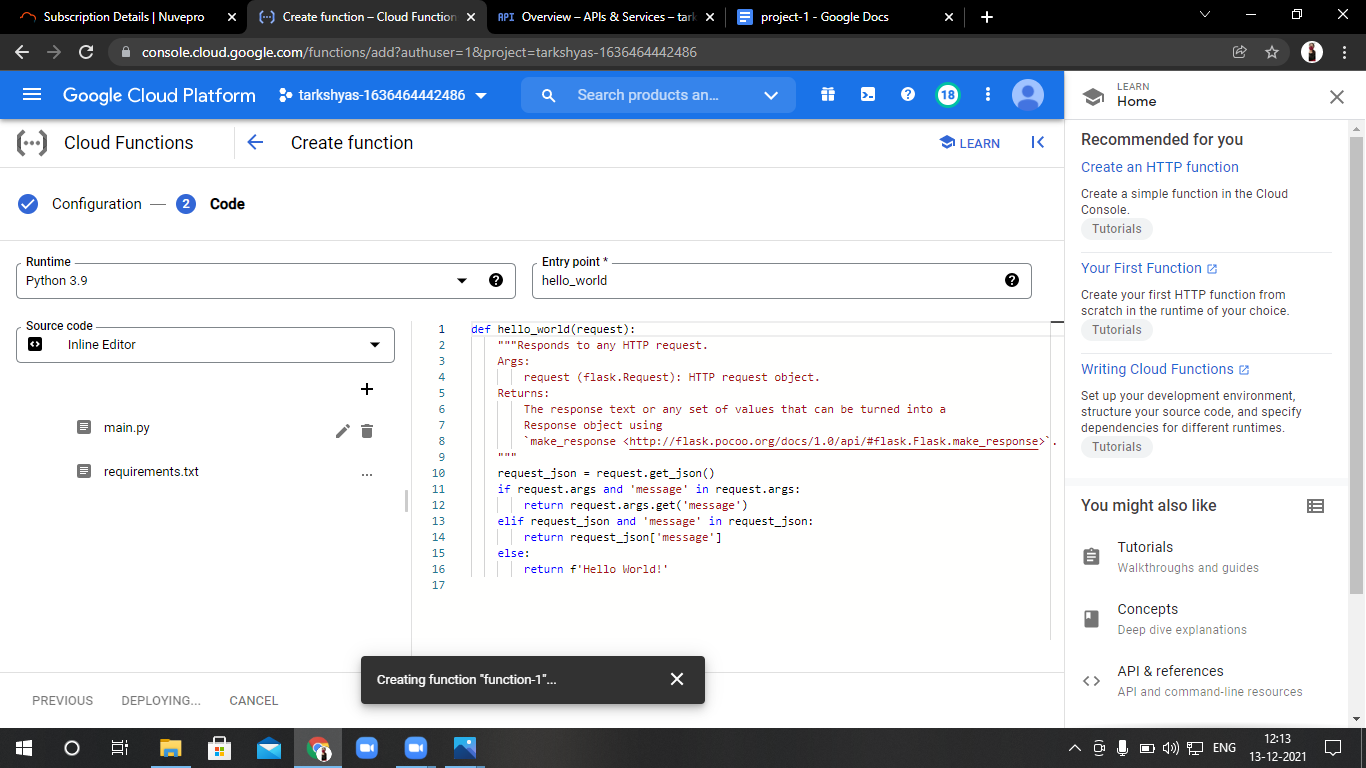 Subscription Details | Nuvepro
Create function – Cloud Function
API Overview – APIs & Services – tark
project-1 - Google Docs
console.cloud.google.com/functions/add?authuser=1&project=tarkshyas-1636464442486
Google Cloud Platform
tarkshyas-1636464442486
Search products an...
18
LEARN
Home
Cloud Functions
Create function
LEARN
Configuration
2 Code
Runtime
Python 3.9
Entry point *
hello_world
Source code
Inline Editor
main.py
requirements.txt
...
1 def hello_world(request):
2 """Responds to any HTTP request.
3 Args:
4 request (flask.Request): HTTP request object.
5 Returns:
6 The response text or any set of values that can be turned into a
7 Response object using
8 `make_response <http://flask.pocoo.org/docs/1.0/api/#flask.Flask.make_response>`.
9 """
10 request_json = request.get_json()
11 if request.args and 'message' in request.args:
12 return request.args.get('message')
13 elif request_json and 'message' in request_json:
14 return request_json['message']
15 else:
16 return f'Hello World!'
17
Creating function "function-1"...
PREVIOUS
DEPLOYING...
CANCEL
Recommended for you
Create an HTTP function
Create a simple function in the Cloud
Console.
Tutorials
Your First Function
Create your first HTTP function from
scratch in the runtime of your choice.
Tutorials
Writing Cloud Functions
Set up your development environment,
structure your source code, and specify
dependencies for different runtimes.
Tutorials
You might also like
Tutorials
Walkthroughs and guides
Concepts
Deep dive explanations
API & references
API and command-line resources
ENG
12:13
13-12-2021